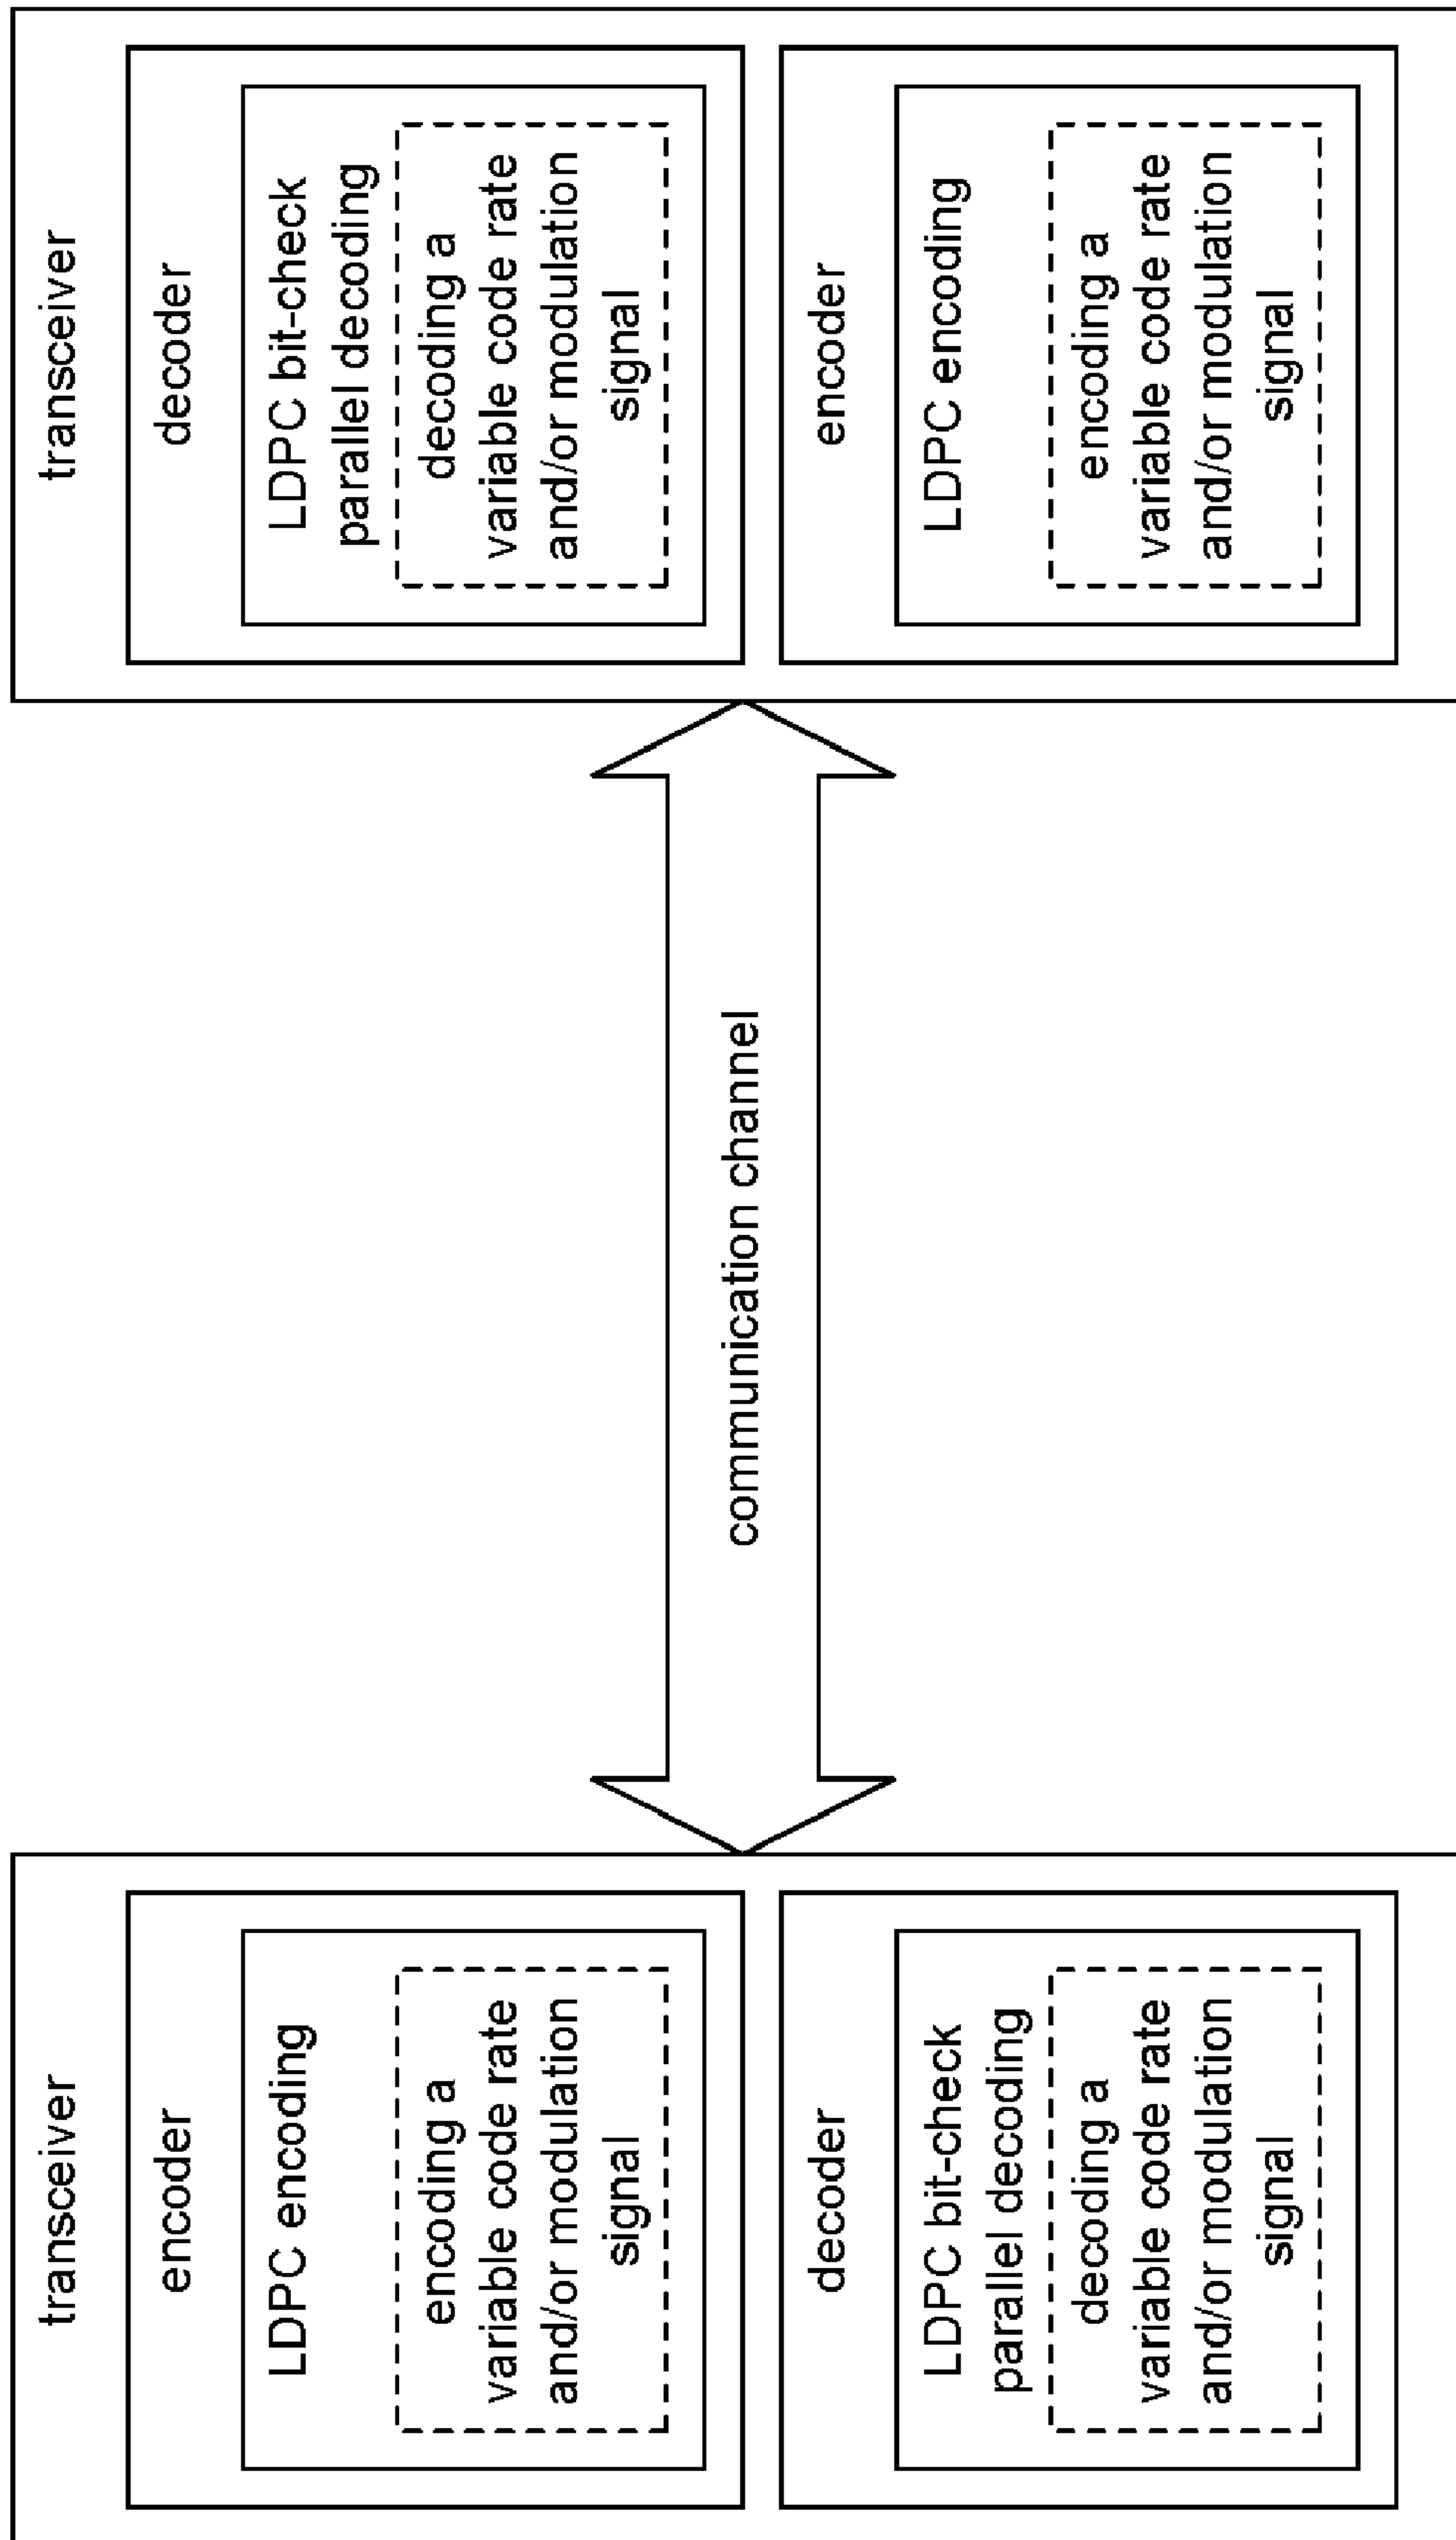 transceiver
encoder
LDPC encoding
encoding a
variable code rate
and/or modulation
signal
decoder
LDPC bit-check
parallel decoding
decoding a
variable code rate
and/or modulation
signal
communication channel
transceiver
decoder
LDPC bit-check
parallel decoding
decoding a
variable code rate
and/or modulation
signal
encoder
LDPC encoding
encoding a
variable code rate
and/or modulation
signal